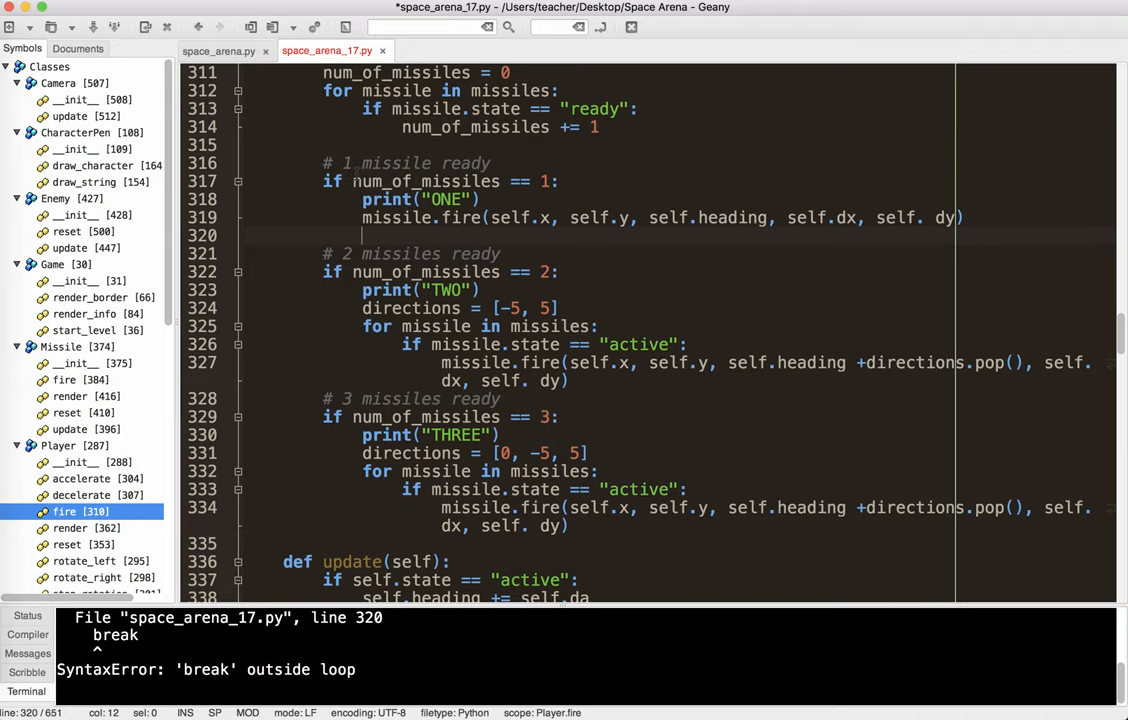 *space_arena_17.py - /Users/teacher/Desktop/Space Arena - Geany
Symbols Documents
space_arena.py × space_arena_17.py ×
Classes
Camera [507]
__init__ [508]
update [512]
CharacterPen [108]
__init__ [109]
draw_character [164
draw_string [154]
Enemy [427]
__init__ [428]
reset [500]
update [447]
Game [30]
__init__ [31]
render_border [66]
render_info [84]
start_level [36]
Missile [374]
__init__ [375]
fire [384]
render [416]
reset [410]
update [396]
Player [287]
__init__ [288]
accelerate [304]
decelerate [307]
fire [310]
render [362]
reset [353]
rotate_left [295]
rotate_right [298]
311 num_of_missiles = 0
312 for missile in missiles:
313 if missile.state == "ready":
314 num_of_missiles += 1
315
316 # 1 missile ready
317 if num_of_missiles == 1:
318 print("ONE")
319 missile.fire(self.x, self.y, self.heading, self.dx, self. dy)
320
321 # 2 missiles ready
322 if num_of_missiles == 2:
323 print("TWO")
324 directions = [-5, 5]
325 for missile in missiles:
326 if missile.state == "active":
327 missile.fire(self.x, self.y, self.heading +directions.pop(), self.
dx, self. dy)
328 # 3 missiles ready
329 if num_of_missiles == 3:
330 print("THREE")
331 directions = [0, -5, 5]
332 for missile in missiles:
333 if missile.state == "active":
334 missile.fire(self.x, self.y, self.heading +directions.pop(), self.
dx, self. dy)
335
336 def update(self):
337 if self.state == "active":
338 self.heading += self.da
Status
Compiler
Messages
Scribble
Terminal
File "space_arena_17.py", line 320
break
^
SyntaxError: 'break' outside loop
line: 320 / 651 col: 12 sel: 0 INS SP MOD mode: LF encoding: UTF-8 filetype: Python scope: Player.fire